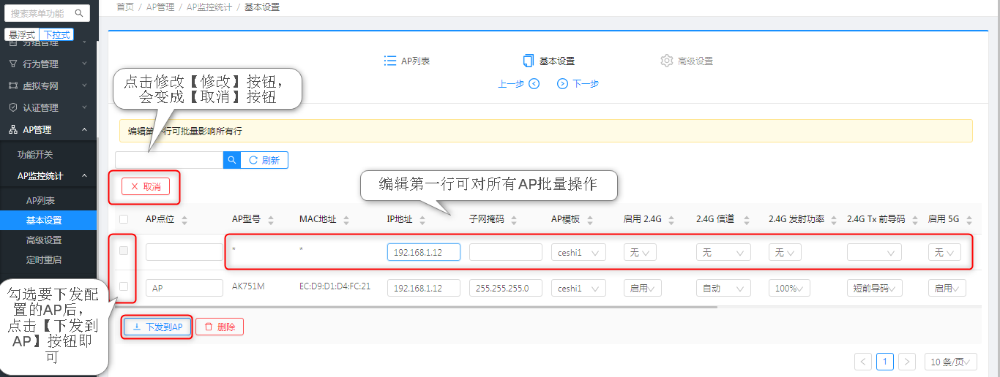 搜索菜单功能
悬浮式 下拉式
分组管理
行为管理
虚拟专网
认证管理
AP管理
功能开关
AP监控统计
AP列表
基本设置
高级设置
定时重启
首页 / AP管理 / AP监控统计 / 基本设置
AP列表 基本设置 高级设置
上一步 下一步
点击修改【修改】按钮，
会变成【取消】按钮
编辑第一行可批量影响所有行
刷新
取消
编辑第一行可对所有AP批量操作
AP点位 AP型号 MAC地址 IP地址 子网掩码 AP模板 启用 2.4G 2.4G 信道 2.4G 发射功率 2.4G Tx 前导码 启用 5G
* * 192.168.1.12 ceshi1 无 无 无 无
AP AK751M EC:D9:D1:D4:FC:21 192.168.1.12 255.255.255.0 ceshi1 启用 自动 100% 短前导码 启用
勾选要下发配
置的AP后，
点击【下发到
AP】按钮即
可
下发到AP 删除
1 10 条/页